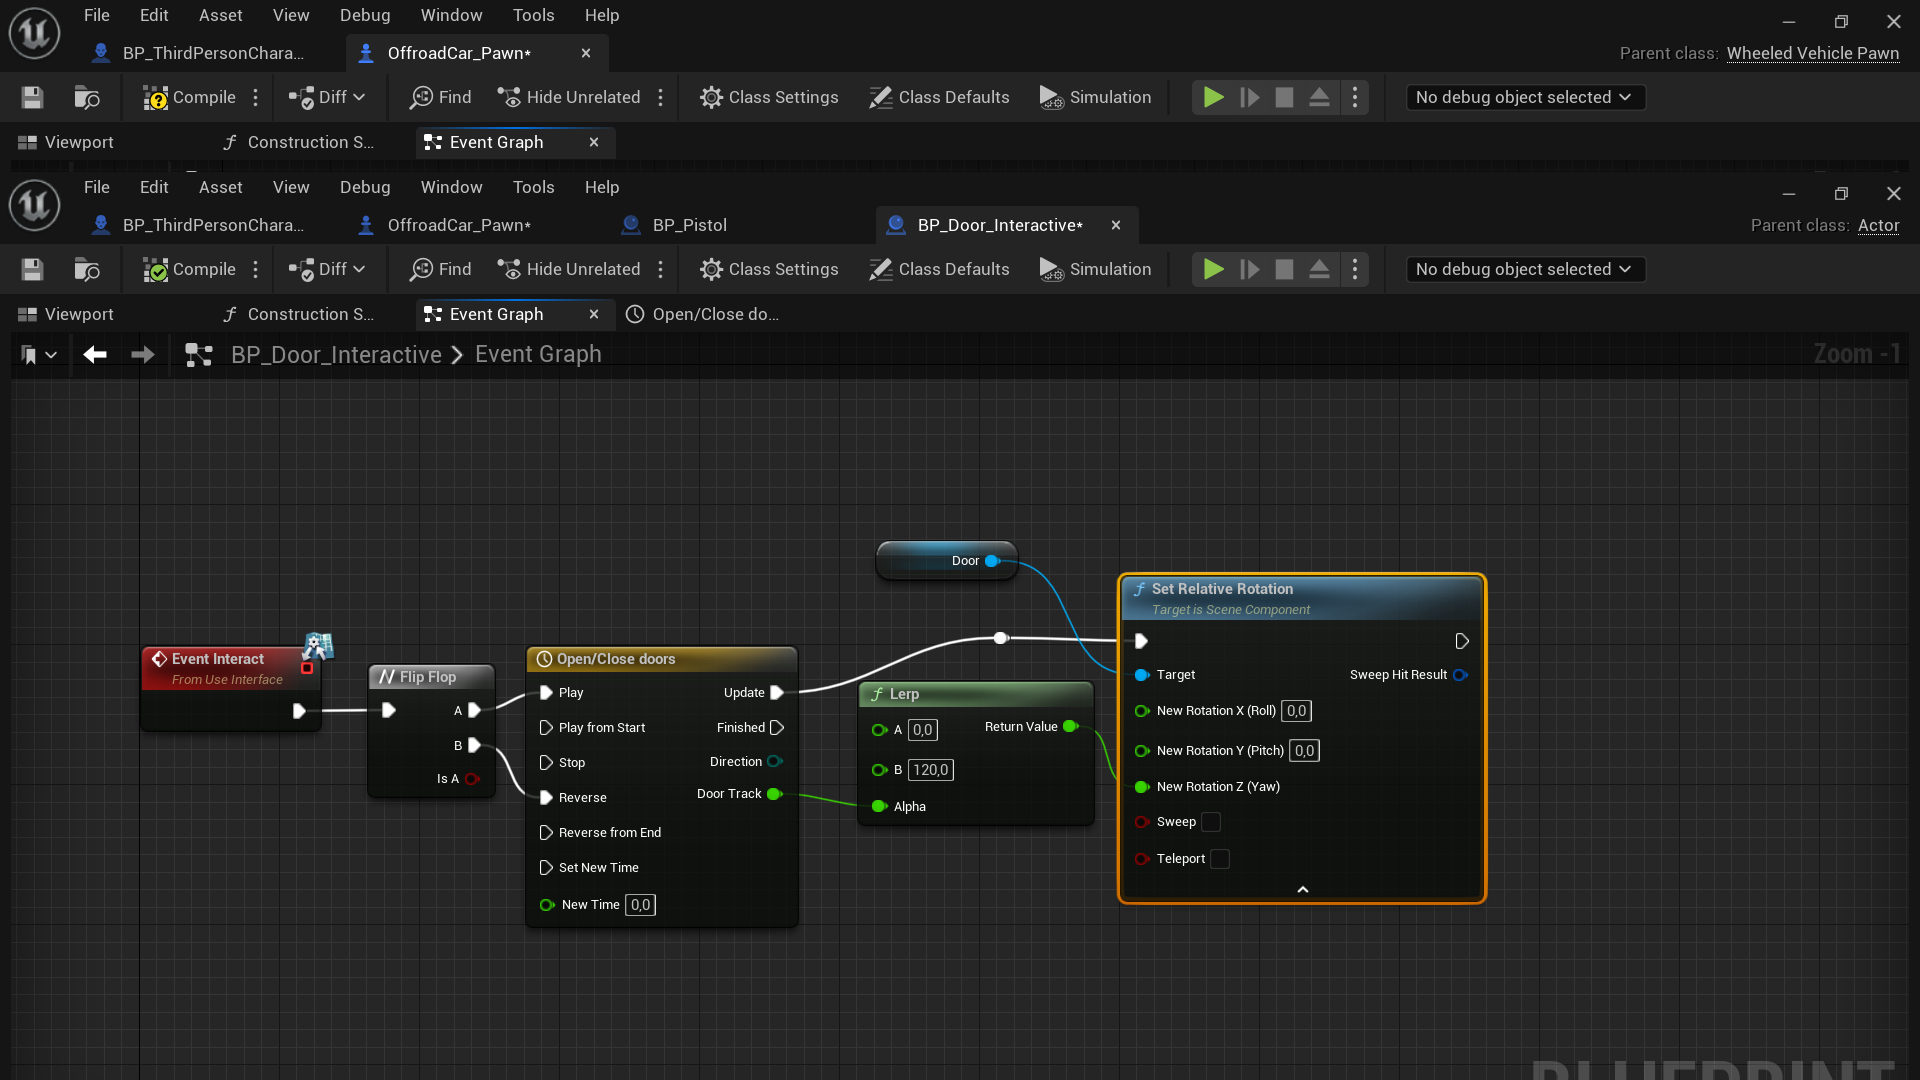 File Edit Asset View Debug Window Tools Help
BP_ThirdPersonChara... OffroadCar_Pawn* Parent class: Wheeled Vehicle Pawn
Compile Diff Find Hide Unrelated Class Settings Class Defaults Simulation No debug object selected
Viewport Construction S... Event Graph
File Edit Asset View Debug Window Tools Help
BP_ThirdPersonChara... OffroadCar_Pawn* BP_Pistol BP_Door_Interactive* Parent class: Actor
Compile Diff Find Hide Unrelated Class Settings Class Defaults Simulation No debug object selected
Viewport Construction S... Event Graph Open/Close do...
BP_Door_Interactive > Event Graph Zoom -1
Door
Event Interact
From Use Interface
Flip Flop
A
B
Is A
Open/Close doors
Play Update
Play from Start Finished
Stop Direction
Reverse Door Track
Reverse from End
Set New Time
New Time 0,0
Lerp
A 0,0 Return Value
B 120,0
Alpha
Set Relative Rotation
Target is Scene Component
Target Sweep Hit Result
New Rotation X (Roll) 0,0
New Rotation Y (Pitch) 0,0
New Rotation Z (Yaw)
Sweep
Teleport
BLUEPRINT